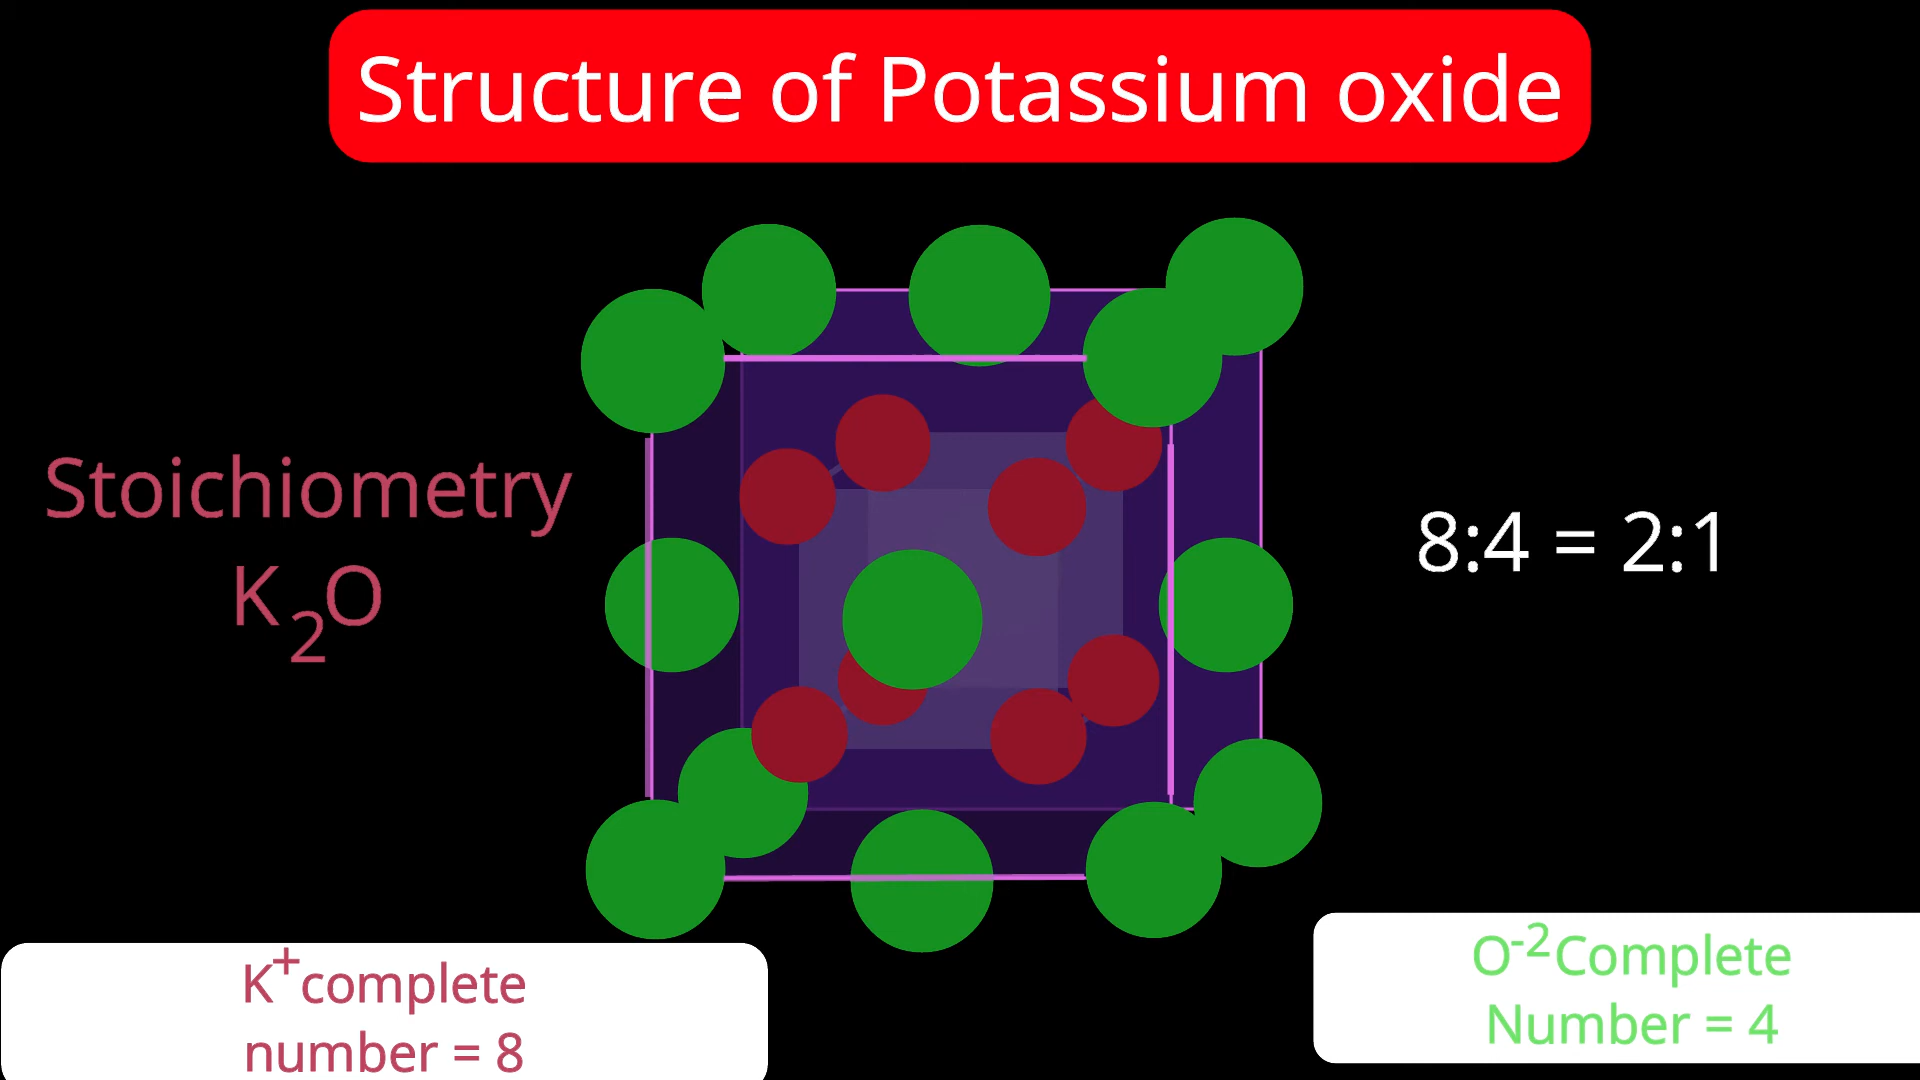 Structure of Potassium oxide
Stoichiometry
K₂O
8:4 = 2:1
K⁺complete
number = 8
O⁻²Complete
Number = 4